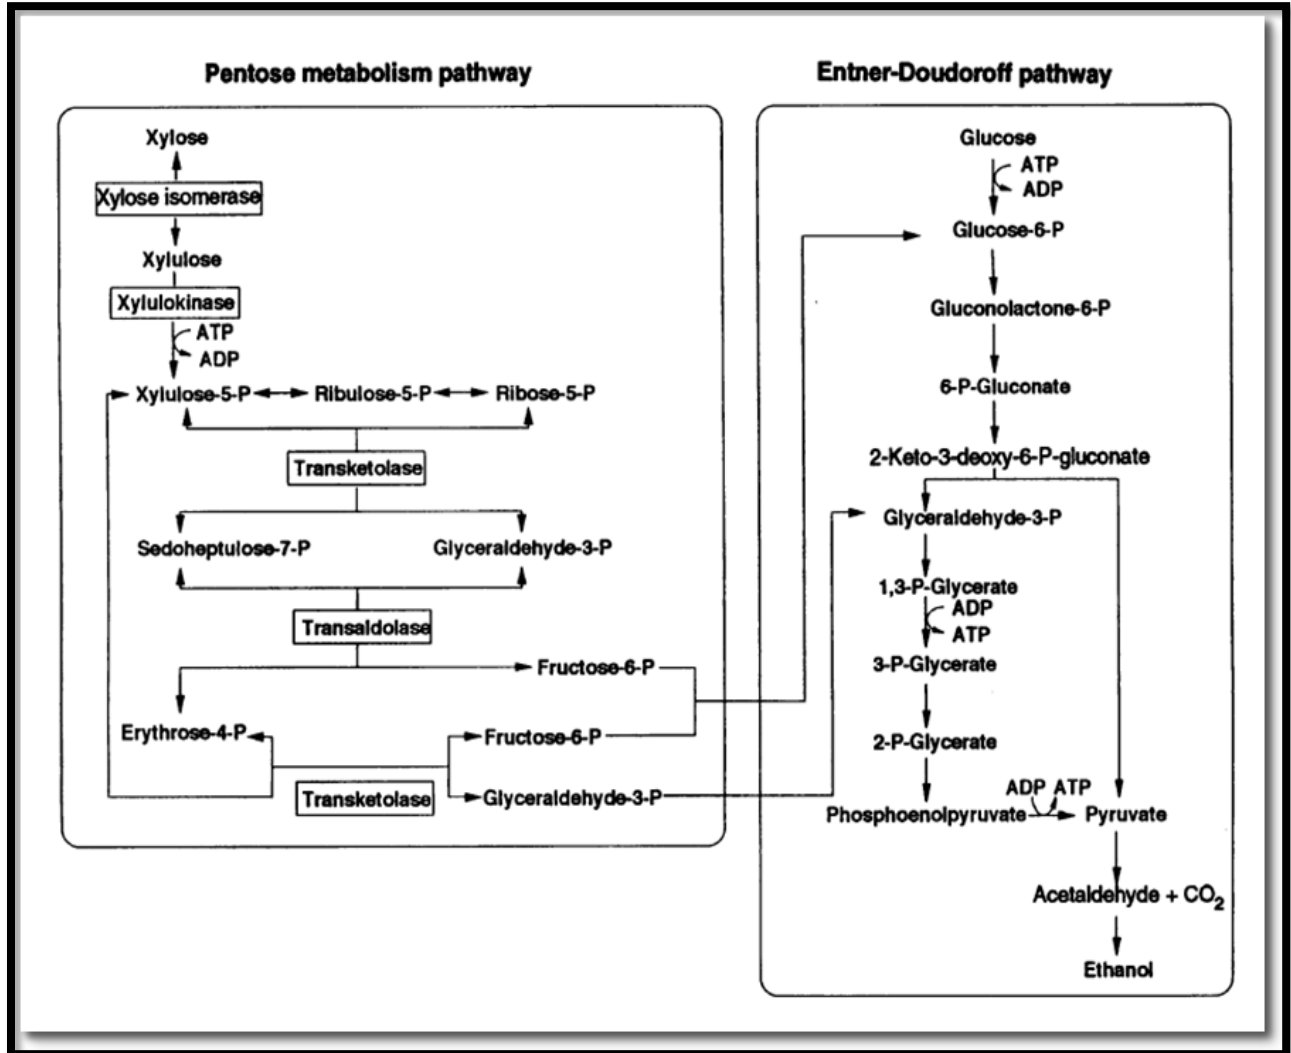 Pentose metabolism pathway
Xylose
Xylose isomerase
Xylulose
Xylulokinase
ATP
ADP
Xylulose-5-P
Ribulose-5-P
Ribose-5-P
Transketolase
Sedoheptulose-7-P
Glyceraldehyde-3-P
Transaldolase
Fructose-6-P
Erythrose-4-P
Fructose-6-P
Transketolase
Glyceraldehyde-3-P
Entner-Doudoroff pathway
Glucose
ATP
ADP
Glucose-6-P
Gluconolactone-6-P
6-P-Gluconate
2-Keto-3-deoxy-6-P-gluconate
Glyceraldehyde-3-P
1,3-P-Glycerate
ADP
ATP
3-P-Glycerate
2-P-Glycerate
ADP ATP
Phosphoenolpyruvate
Pyruvate
Acetaldehyde + CO₂
Ethanol